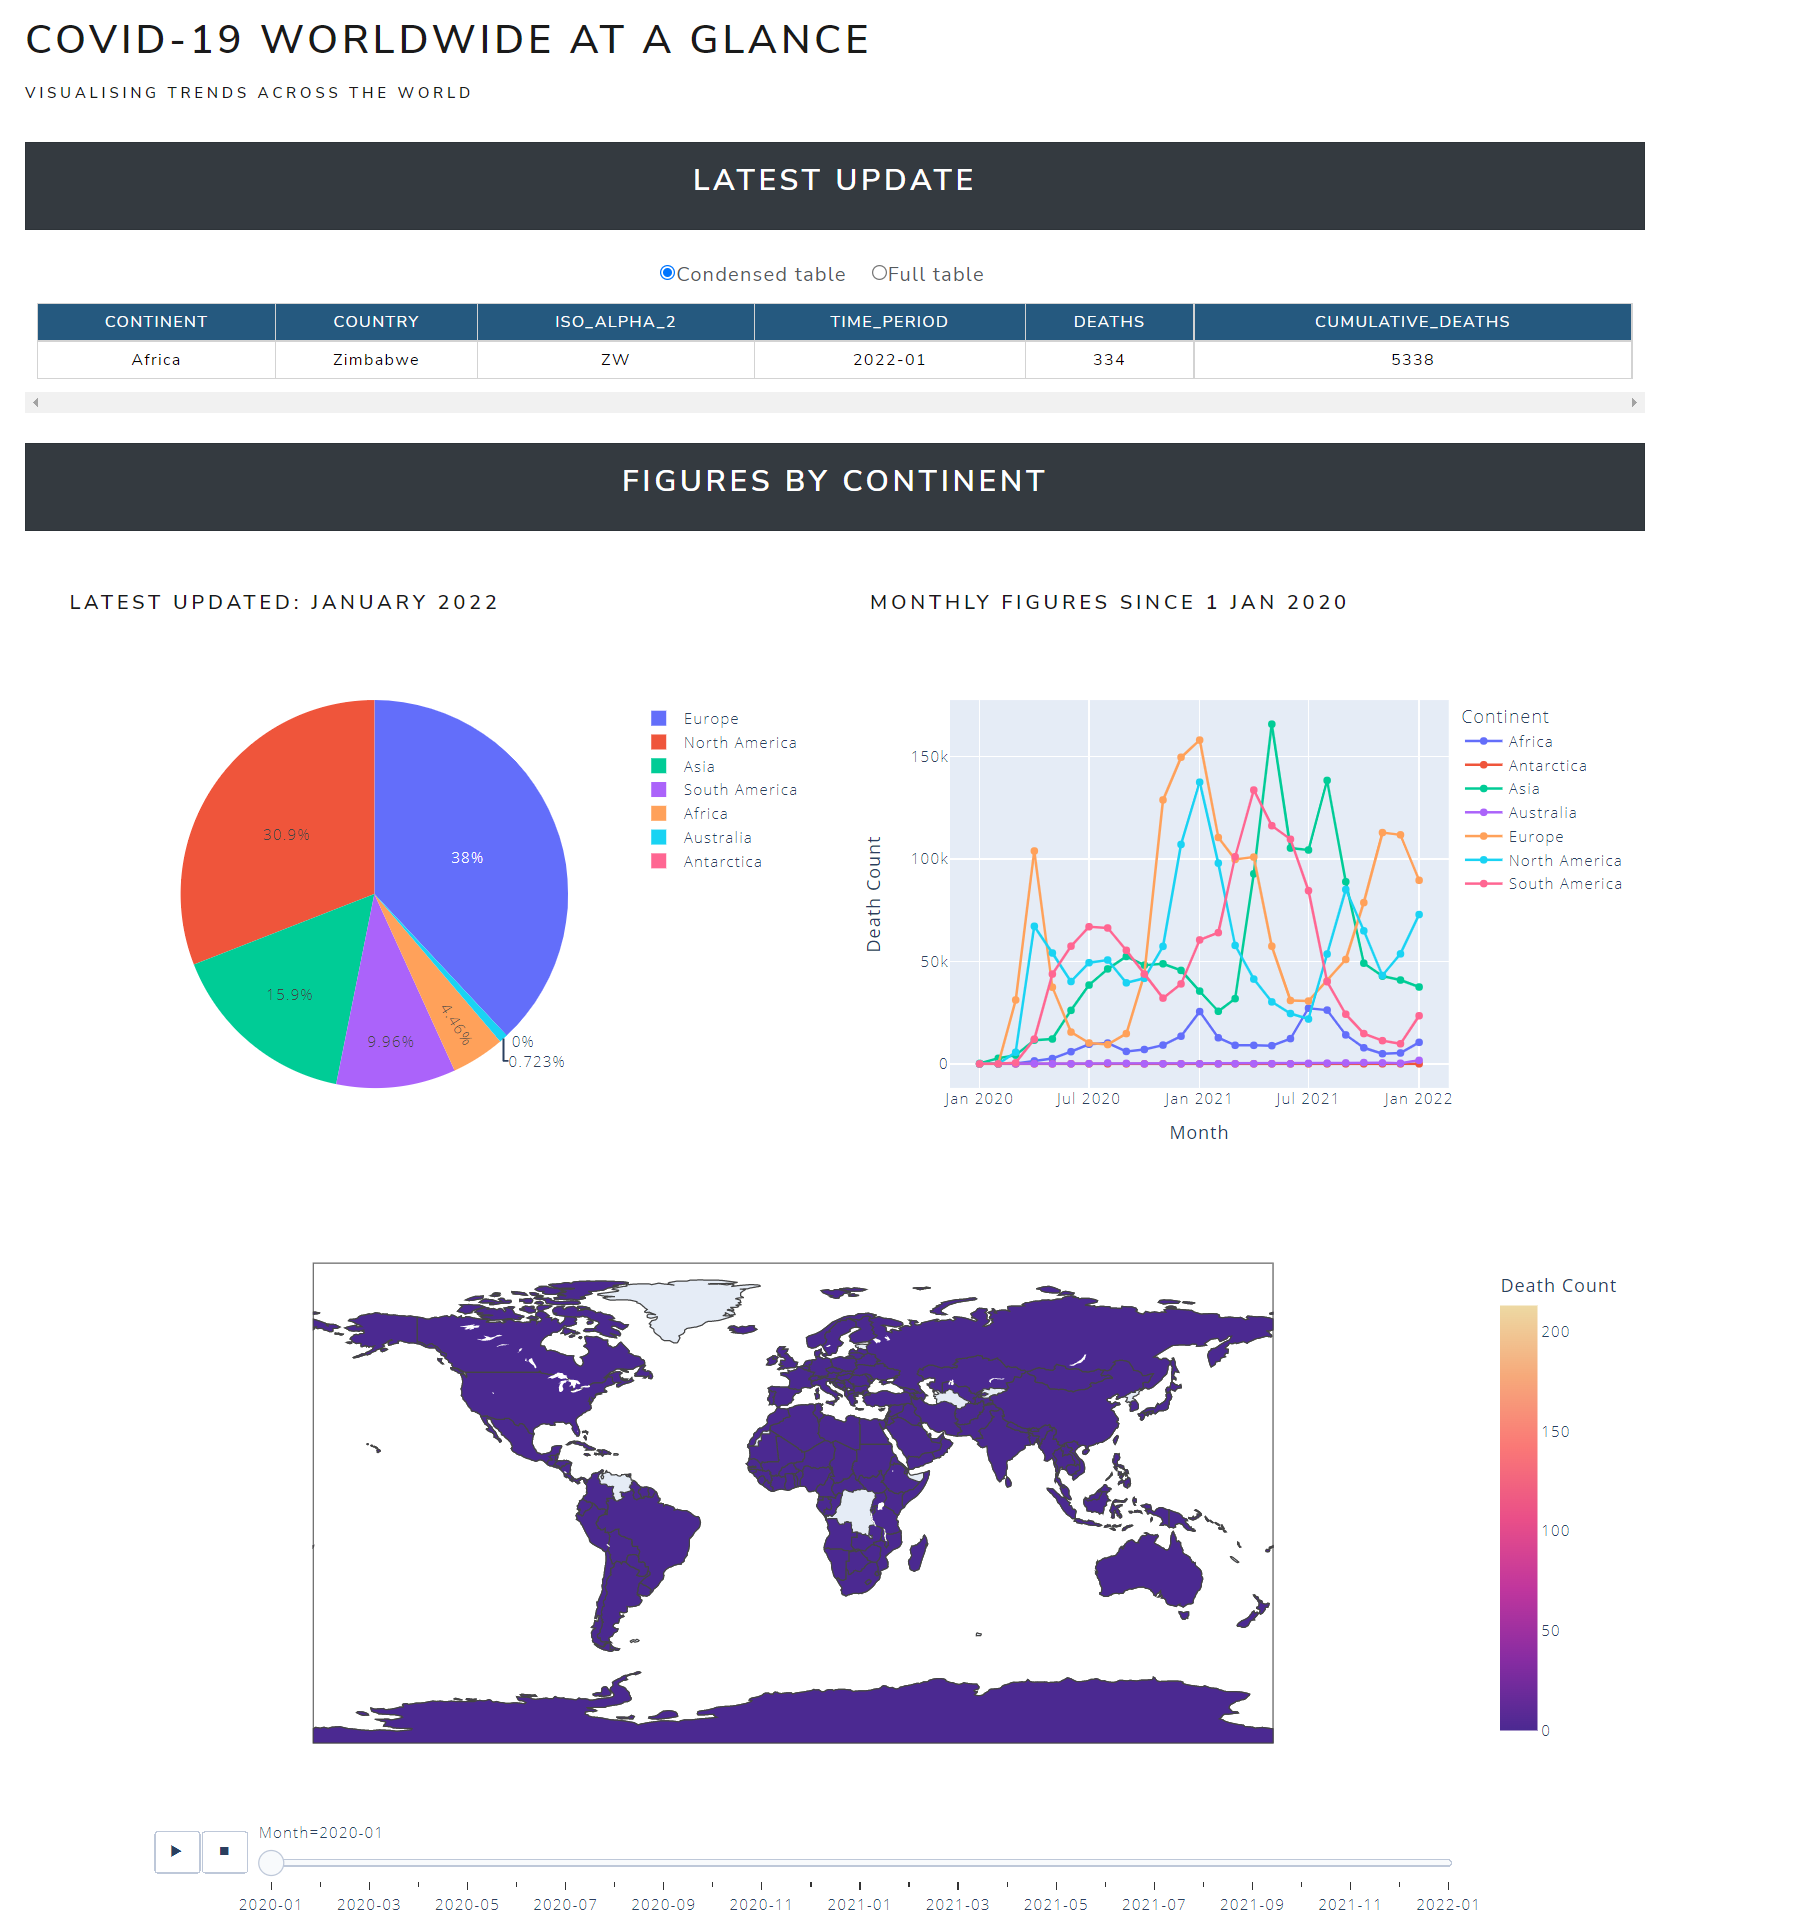 COVID-19 WORLDWIDE AT A GLANCE
VISUALISING TRENDS ACROSS THE WORLD
LATEST UPDATE
Condensed table Full table
CONTINENT COUNTRY ISO_ALPHA_2 TIME_PERIOD DEATHS CUMULATIVE_DEATHS
Africa Zimbabwe ZW 2022-01 334 5338
FIGURES BY CONTINENT
LATEST UPDATED: JANUARY 2022
38%
30.9%
15.9%
9.96%
4.46%
0%
0.723%
Europe
North America
Asia
South America
Africa
Australia
Antarctica
MONTHLY FIGURES SINCE 1 JAN 2020
Death Count
150k
100k
50k
0
Jan 2020 Jul 2020 Jan 2021 Jul 2021 Jan 2022
Month
Continent
Africa
Antarctica
Asia
Australia
Europe
North America
South America
Death Count
200
150
100
50
0
Month=2020-01
2020-01 2020-03 2020-05 2020-07 2020-09 2020-11 2021-01 2021-03 2021-05 2021-07 2021-09 2021-11 2022-01